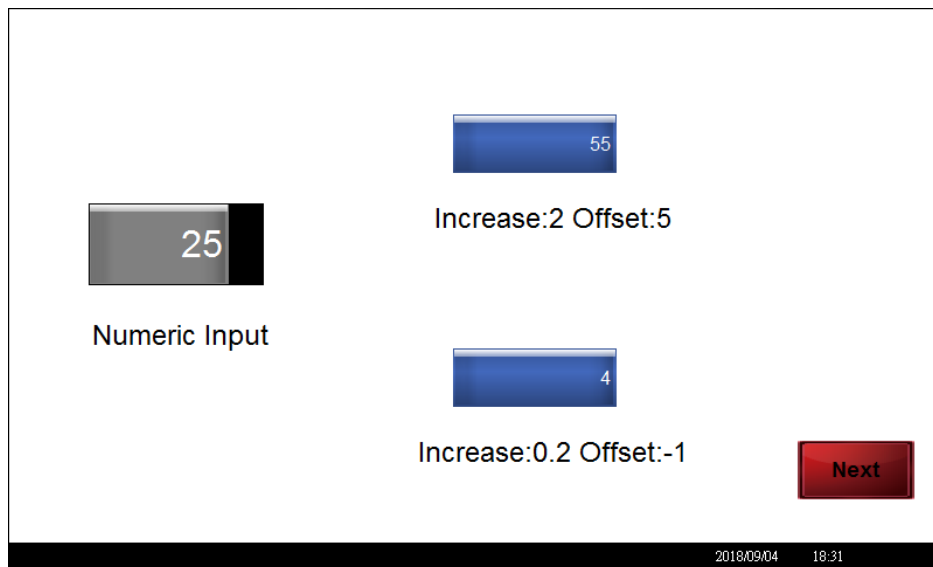 55
Increase:2 Offset:5
25
Numeric Input
4
Increase:0.2 Offset:-1
Next
2018/09/04 18:31